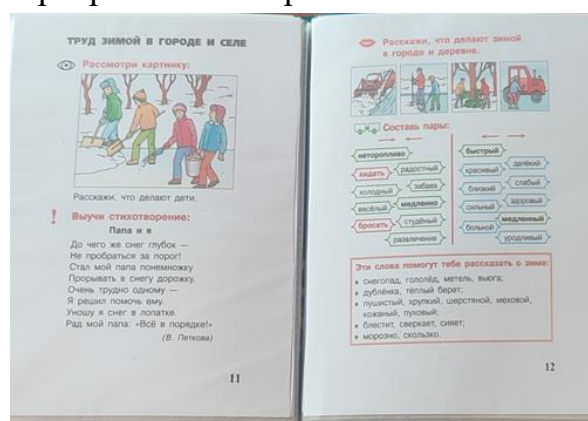 ТРУД ЗИМОЙ В ГОРОДЕ И СЕЛЕ
Рассмотри картинку:
Расскажи, что делают дети.
! Выучи стихотворение:
Папа и я
До чего же снег глубок —
Не пробраться за порог!
Стал мой папа понемножку
Прорывать в снегу дорожку.
Очень трудно одному —
Я решил помочь ему.
Уношу я снег в лопатке.
Рад мой папа: «Всё в порядке!»
(В. Петкова)
11
Расскажи, что делают зимой
в городе и деревне.
Составь пары:
неторопливо
кидать
радостный
холодный
забава
весёлый
медленно
бросать
студёный
развлечение
быстрый
далёкий
красивый
слабый
близкий
здоровый
сильный
медленный
больной
уродливый
Эти слова помогут тебе рассказать о зиме:
• снегопад, гололёд, метель, вьюга;
• дублёнка, тёплый берет;
• пушистый, хрупкий, шерстяной, меховой,
кожаный, пуховый;
• блестит, сверкает, сияет;
• морозно, скользко.
12